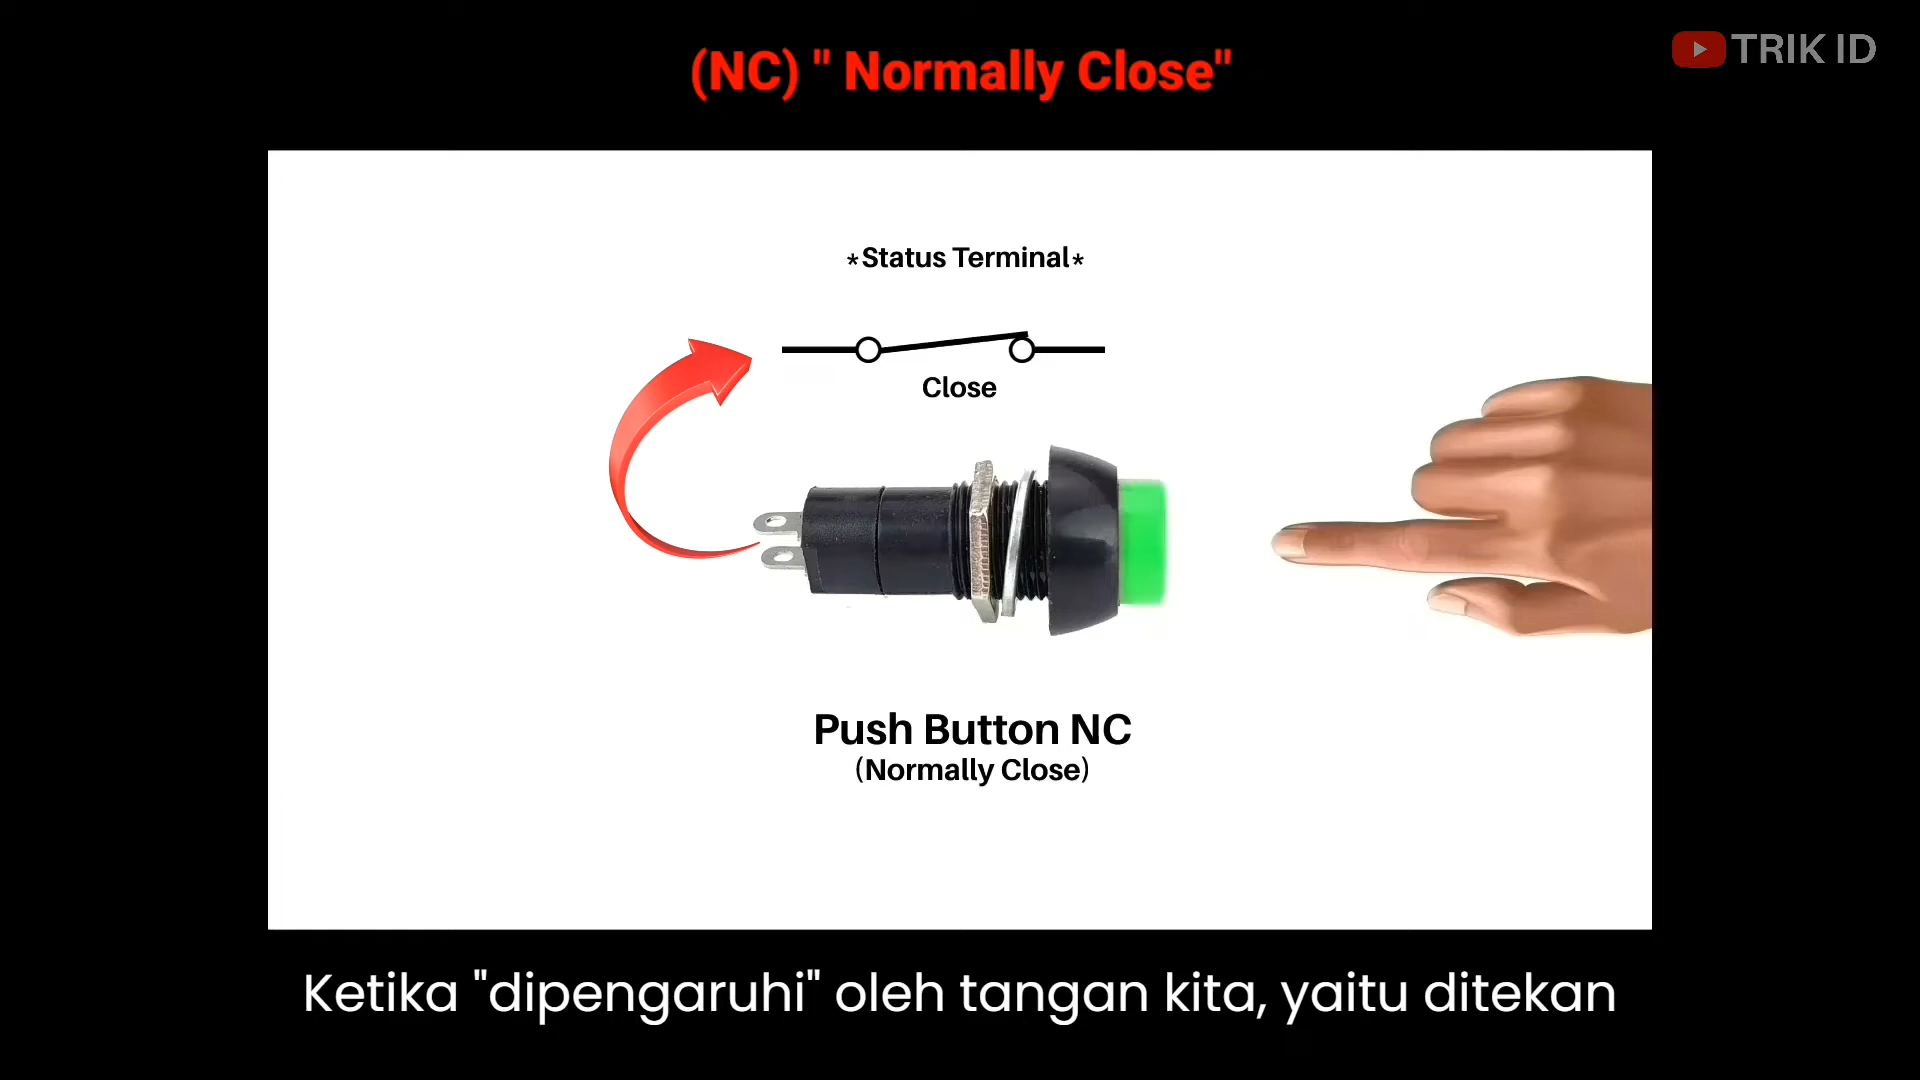 (NC) " Normally Close"
TRIK ID
*Status Terminal*
Close
Push Button NC
(Normally Close)
Ketika "dipengaruhi" oleh tangan kita, yaitu ditekan